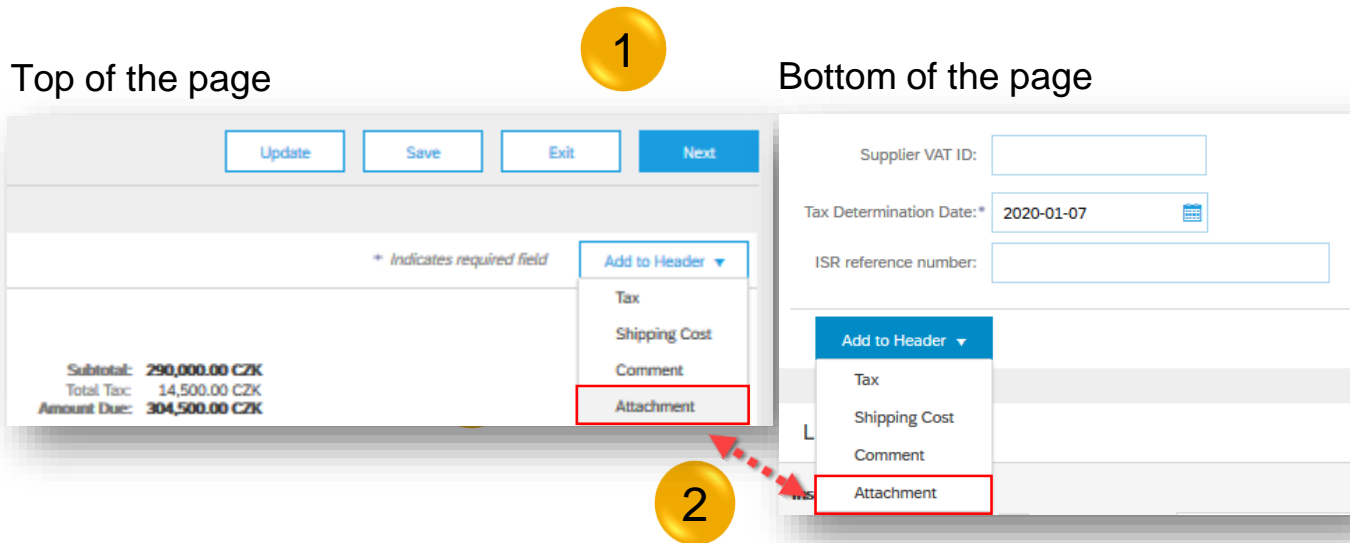 1
Top of the page
Update Save Exit Next
* Indicates required field Add to Header
Tax
Shipping Cost
Comment
Attachment
Subtotal: 290,000.00 CZK
Total Tax: 14,500.00 CZK
Amount Due: 304,500.00 CZK
Bottom of the page
Supplier VAT ID:
Tax Determination Date:* 2020-01-07
ISR reference number:
Add to Header
Tax
Shipping Cost
Comment
Attachment
2